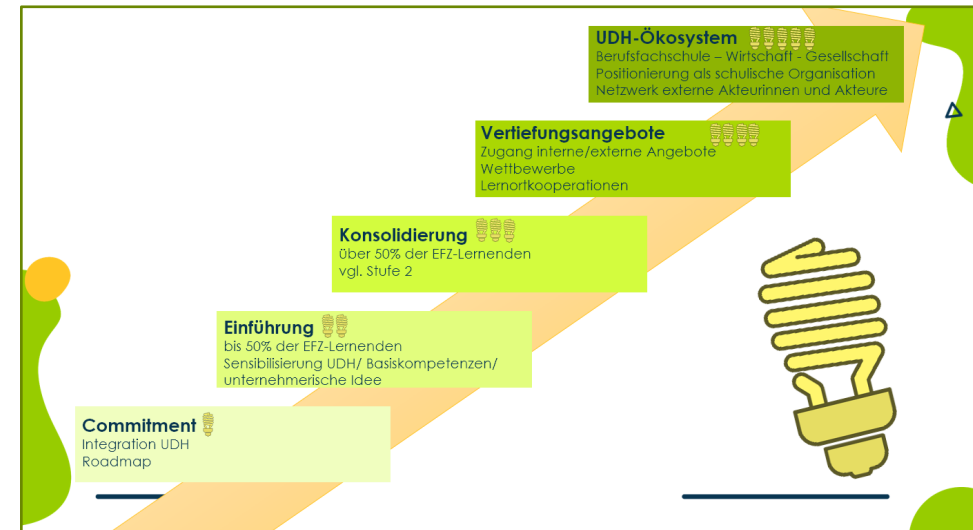 UDH-Ökosystem
Berufsfachschule – Wirtschaft - Gesellschaft
Positionierung als schulische Organisation
Netzwerk externe Akteurinnen und Akteure
Vertiefungsangebote
Zugang interne/externe Angebote
Wettbewerbe
Lernortkooperationen
Konsolidierung
über 50% der EFZ-Lernenden
vgl. Stufe 2
Einführung
bis 50% der EFZ-Lernenden
Sensibilisierung UDH/ Basiskompetenzen/
unternehmerische Idee
Commitment
Integration UDH
Roadmap